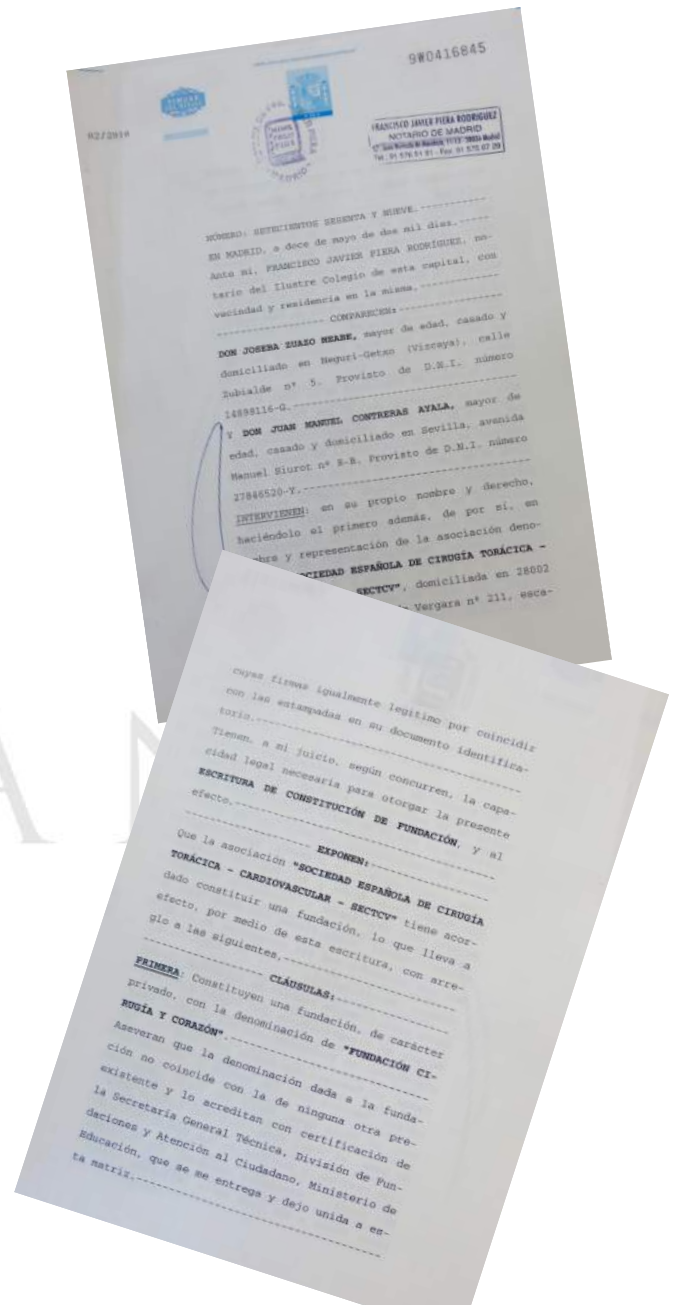 9W0416845
02/2010
FRANCISCO JAVIER PIERA RODRÍGUEZ
NOTARIO DE MADRID
NÚMERO: SETECIENTOS SESENTA Y NUEVE.----------
EN MADRID, a doce de mayo de dos mil diez.-----
Ante mí, FRANCISCO JAVIER PIERA RODRÍGUEZ, no-
tario del Ilustre Colegio de esta capital, con
vecindad y residencia en la misma.-------------
------------------ COMPARECEN:-----------------
DON JOSEBA ZUAZO MEABE, mayor de edad, casado y
domiciliado en Neguri-Getxo (Vizcaya), calle
Zubialde nº 5. Provisto de D.N.I. número
14898116-G.------------------------------------
Y DON JUAN MANUEL CONTRERAS AYALA, mayor de
edad, casado y domiciliado en Sevilla, avenida
Manuel Siurot nº 8-B. Provisto de D.N.I. número
27846520-Y.------------------------------------
INTERVIENEN: en su propio nombre y derecho,
haciéndolo el primero además, de por sí, en
y representación de la asociación deno-
SOCIEDAD ESPAÑOLA DE CIRUGÍA TORÁCICA –
SECTCV", domiciliada en 28002
Vergara nº 211, esca-
cuyas firmas igualmente legitimo por coincidir
con las estampadas en su documento identifica-
torio.-----------------------------------------
Tienen, a mi juicio, según concurren, la capa-
cidad legal necesaria para otorgar la presente
ESCRITURA DE CONSTITUCIÓN DE FUNDACIÓN, y al
efecto,----------------------------------------
------------------- EXPONEN:-------------------
Que la asociación "SOCIEDAD ESPAÑOLA DE CIRUGÍA
TORÁCICA – CARDIOVASCULAR – SECTCV" tiene acor-
dado constituir una fundación, lo que lleva a
efecto, por medio de esta escritura, con arre-
glo a las siguientes,--------------------------
------------------ CLÁUSULAS:------------------
PRIMERA: Constituyen una fundación, de carácter
privado, con la denominación de "FUNDACIÓN CI-
RUGÍA Y CORAZÓN".------------------------------
Aseveran que la denominación dada a la funda-
ción no coincide con la de ninguna otra pre-
existente y lo acreditan con certificación de
la Secretaría General Técnica, División de Fun-
daciones y Atención al Ciudadano, Ministerio de
Educación, que se me entrega y dejo unida a es-
ta matriz.-------------------------------------